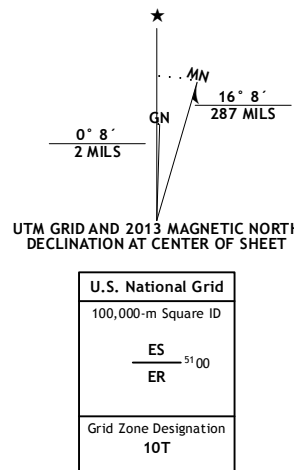 ★
MN
GN
16° 8´
287 MILS
0° 8´
2 MILS
UTM GRID AND 2013 MAGNETIC NORTH
DECLINATION AT CENTER OF SHEET
U.S. National Grid
100,000-m Square ID
ES
5100
ER
Grid Zone Designation
10T